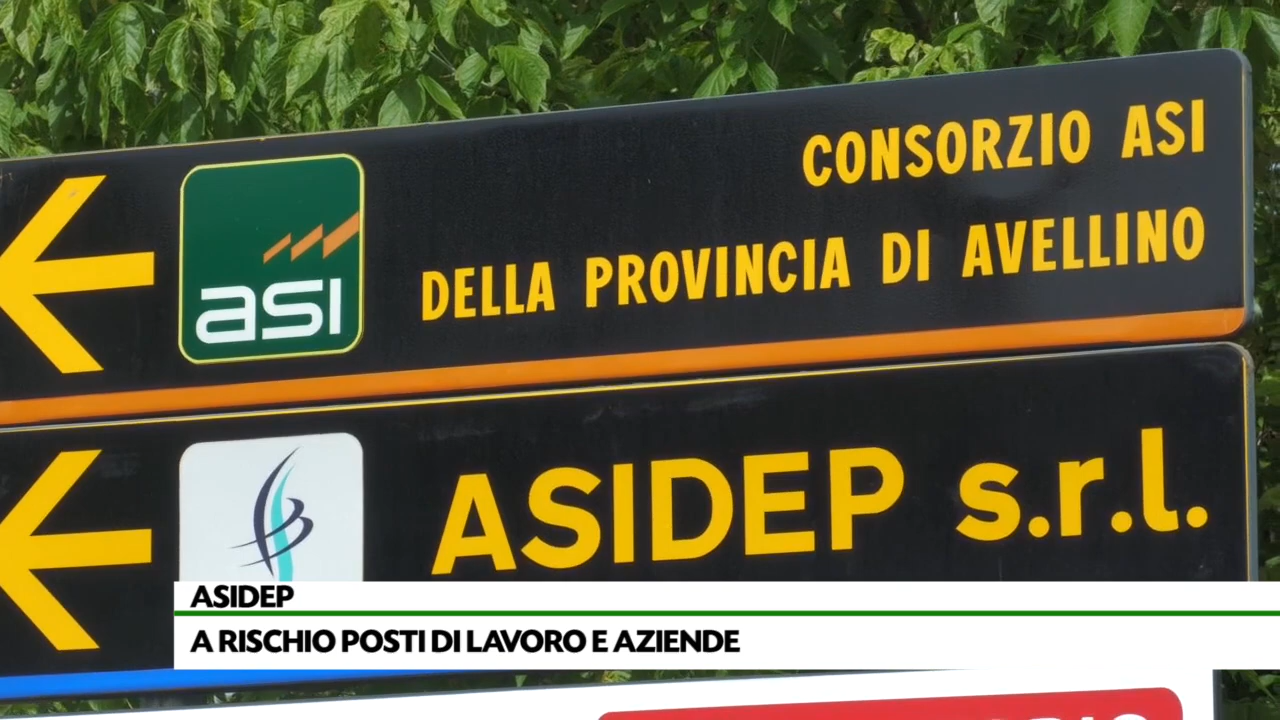 CONSORZIO ASI
asi
DELLA PROVINCIA DI AVELLINO
ASIDEP s.r.l.
ASIDEP
A RISCHIO POSTI DI LAVORO E AZIENDE